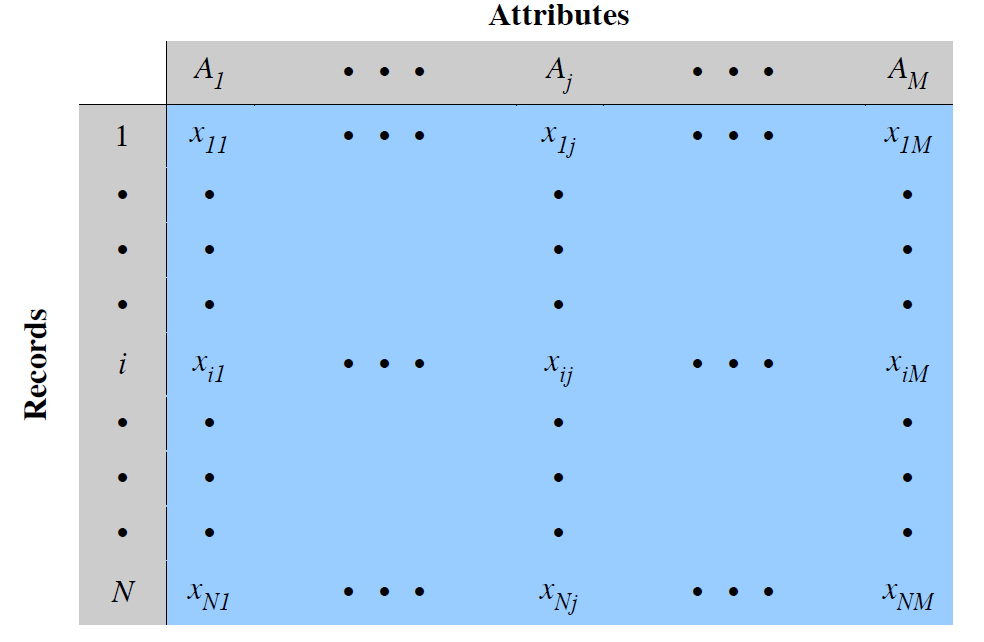 Attributes
A1 • • • Aj • • • AM
1 x11 • • • x1j • • • x1M
• • • •
• • • •
• • • •
Records
i xi1 • • • xij • • • xiM
• • • •
• • • •
• • • •
N xN1 • • • xNj • • • xNM